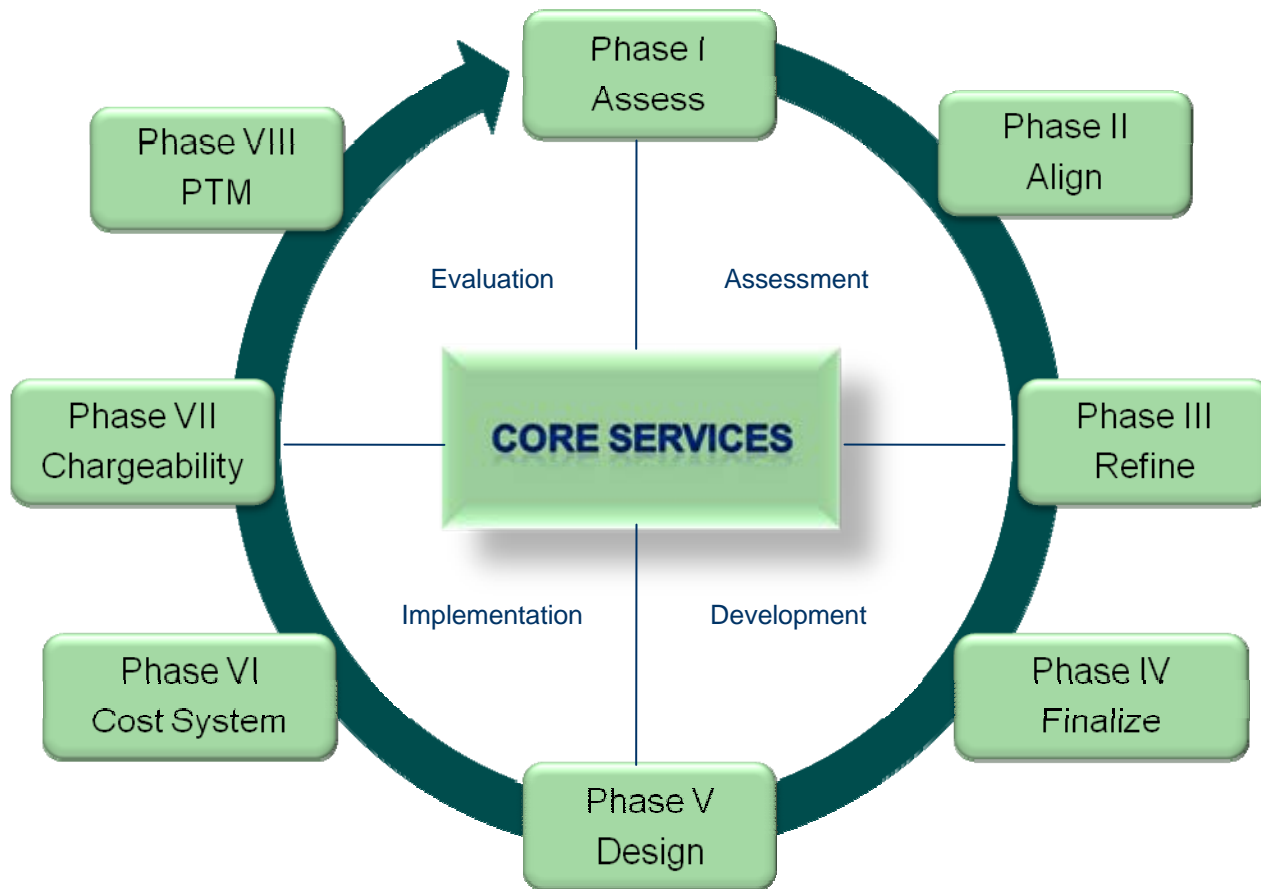 Phase I
Assess
Phase II
Align
Phase III
Refine
Phase IV
Finalize
Phase V
Design
Phase VI
Cost System
Phase VII
Chargeability
Phase VIII
PTM
Evaluation
Assessment
CORE SERVICES
Implementation
Development